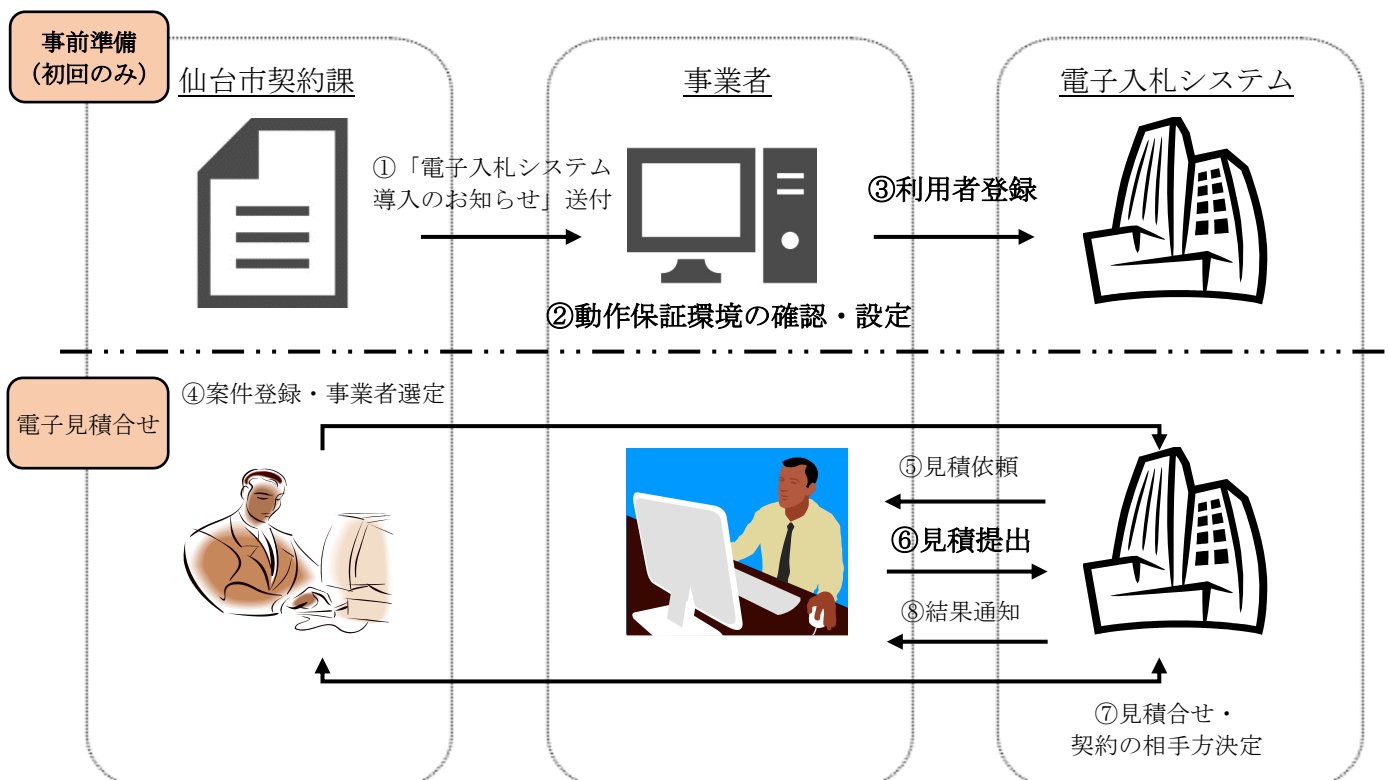 事前準備
(初回のみ)
仙台市契約課
事業者
電子入札システム
①「電子入札システム
導入のお知らせ」送付
③利用者登録
②動作保証環境の確認・設定
電子見積合せ
④案件登録・事業者選定
⑤見積依頼
⑥見積提出
⑧結果通知
⑦見積合せ・
契約の相手方決定